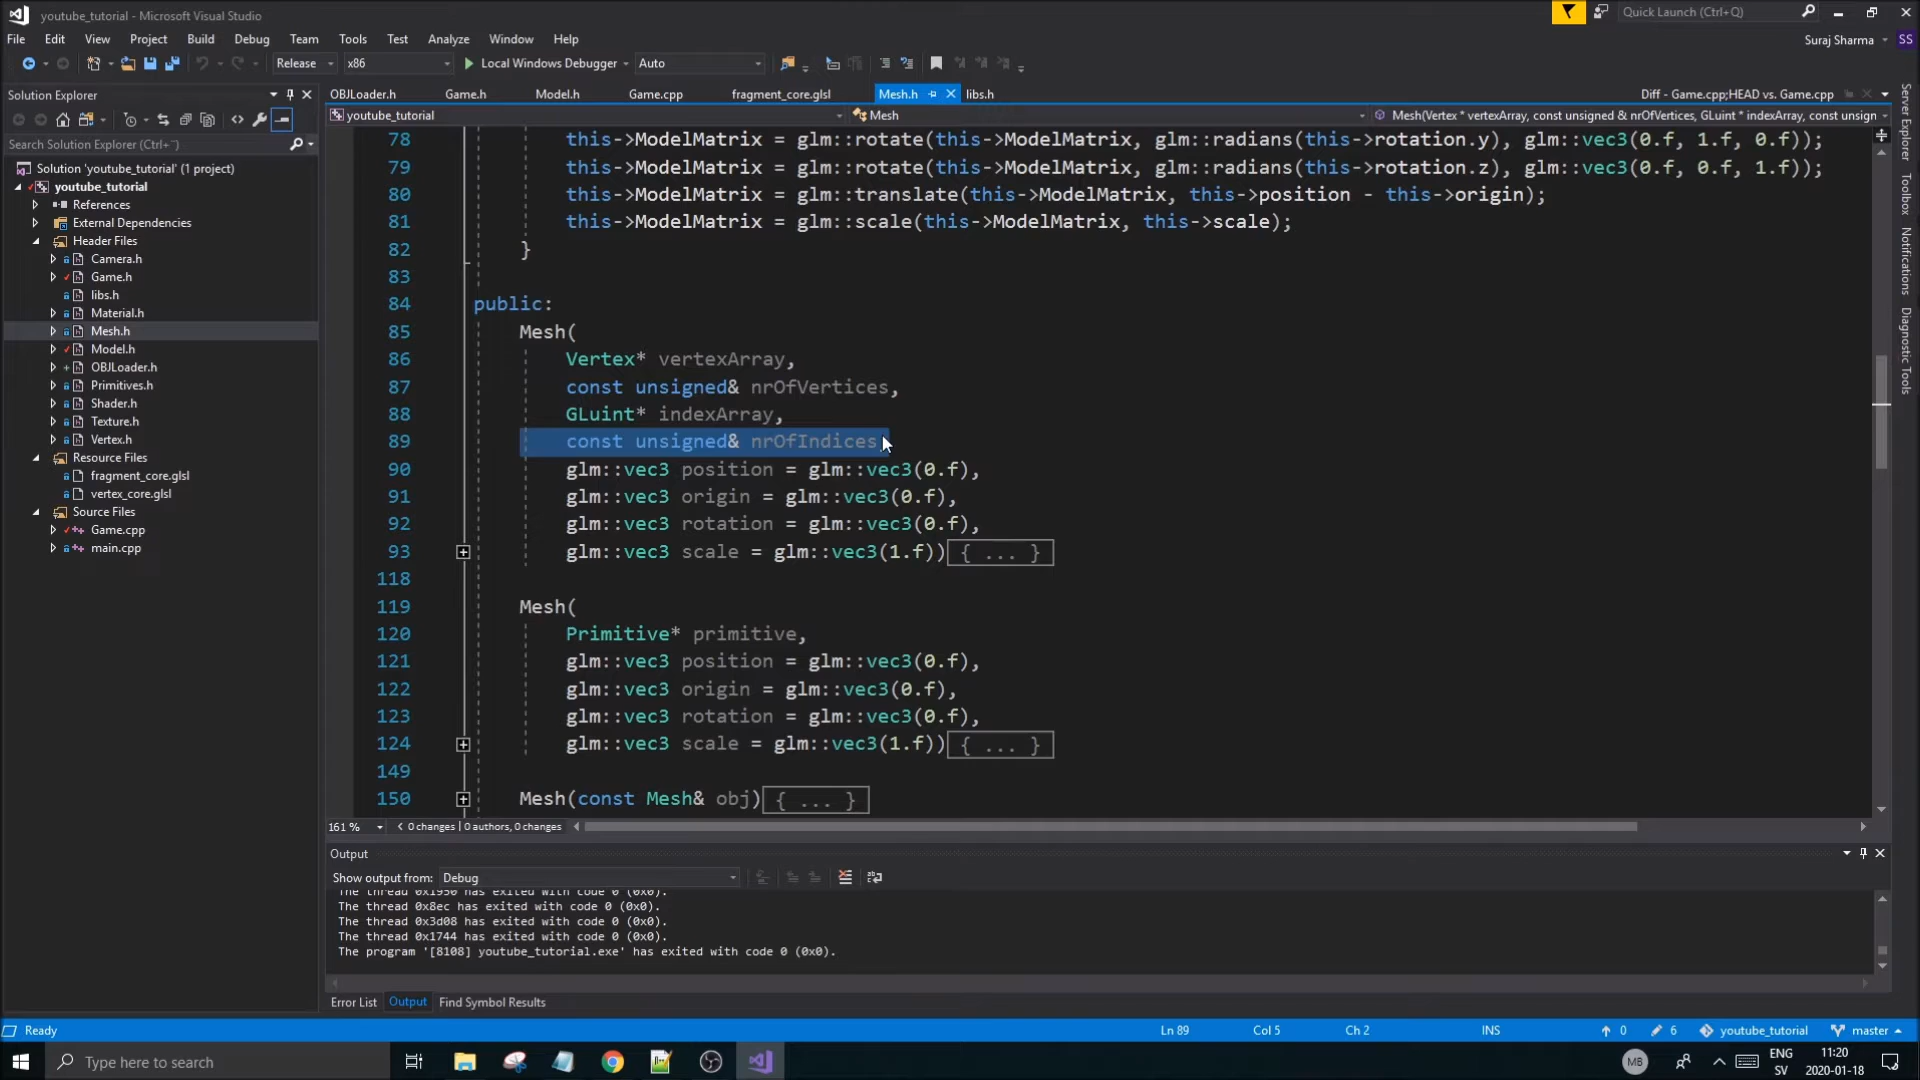 youtube_tutorial - Microsoft Visual Studio
Quick Launch (Ctrl+Q)
File Edit View Project Build Debug Team Tools Test Analyze Window Help
Suraj Sharma SS
Release x86 Local Windows Debugger Auto
Solution Explorer
OBJLoader.h Game.h Model.h Game.cpp fragment_core.glsl Mesh.h libs.h Diff - Game.cpp;HEAD vs. Game.cpp
youtube_tutorial Mesh Mesh(Vertex * vertexArray, const unsigned & nrOfVertices, GLuint * indexArray, const unsign
Search Solution Explorer (Ctrl+¨)
Solution 'youtube_tutorial' (1 project)
youtube_tutorial
References
External Dependencies
Header Files
Camera.h
Game.h
libs.h
Material.h
Mesh.h
Model.h
OBJLoader.h
Primitives.h
Shader.h
Texture.h
Vertex.h
Resource Files
fragment_core.glsl
vertex_core.glsl
Source Files
Game.cpp
main.cpp
78 this->ModelMatrix = glm::rotate(this->ModelMatrix, glm::radians(this->rotation.y), glm::vec3(0.f, 1.f, 0.f));
79 this->ModelMatrix = glm::rotate(this->ModelMatrix, glm::radians(this->rotation.z), glm::vec3(0.f, 0.f, 1.f));
80 this->ModelMatrix = glm::translate(this->ModelMatrix, this->position - this->origin);
81 this->ModelMatrix = glm::scale(this->ModelMatrix, this->scale);
82 }
83
84 public:
85 Mesh(
86 Vertex* vertexArray,
87 const unsigned& nrOfVertices,
88 GLuint* indexArray,
89 const unsigned& nrOfIndices,
90 glm::vec3 position = glm::vec3(0.f),
91 glm::vec3 origin = glm::vec3(0.f),
92 glm::vec3 rotation = glm::vec3(0.f),
93 glm::vec3 scale = glm::vec3(1.f)){ ... }
118
119 Mesh(
120 Primitive* primitive,
121 glm::vec3 position = glm::vec3(0.f),
122 glm::vec3 origin = glm::vec3(0.f),
123 glm::vec3 rotation = glm::vec3(0.f),
124 glm::vec3 scale = glm::vec3(1.f)){ ... }
149
150 Mesh(const Mesh& obj){ ... }
161 % 0 changes | 0 authors, 0 changes
Server Explorer
Toolbox
Notifications
Diagnostic Tools
Output
Show output from: Debug
The thread 0x1950 has exited with code 0 (0x0).
The thread 0x8ec has exited with code 0 (0x0).
The thread 0x3d08 has exited with code 0 (0x0).
The thread 0x1744 has exited with code 0 (0x0).
The program '[8108] youtube_tutorial.exe' has exited with code 0 (0x0).
Error List Output Find Symbol Results
Ready Ln 89 Col 5 Ch 2 INS 0 6 youtube_tutorial master
Type here to search
MB ENG SV 11:20 2020-01-18